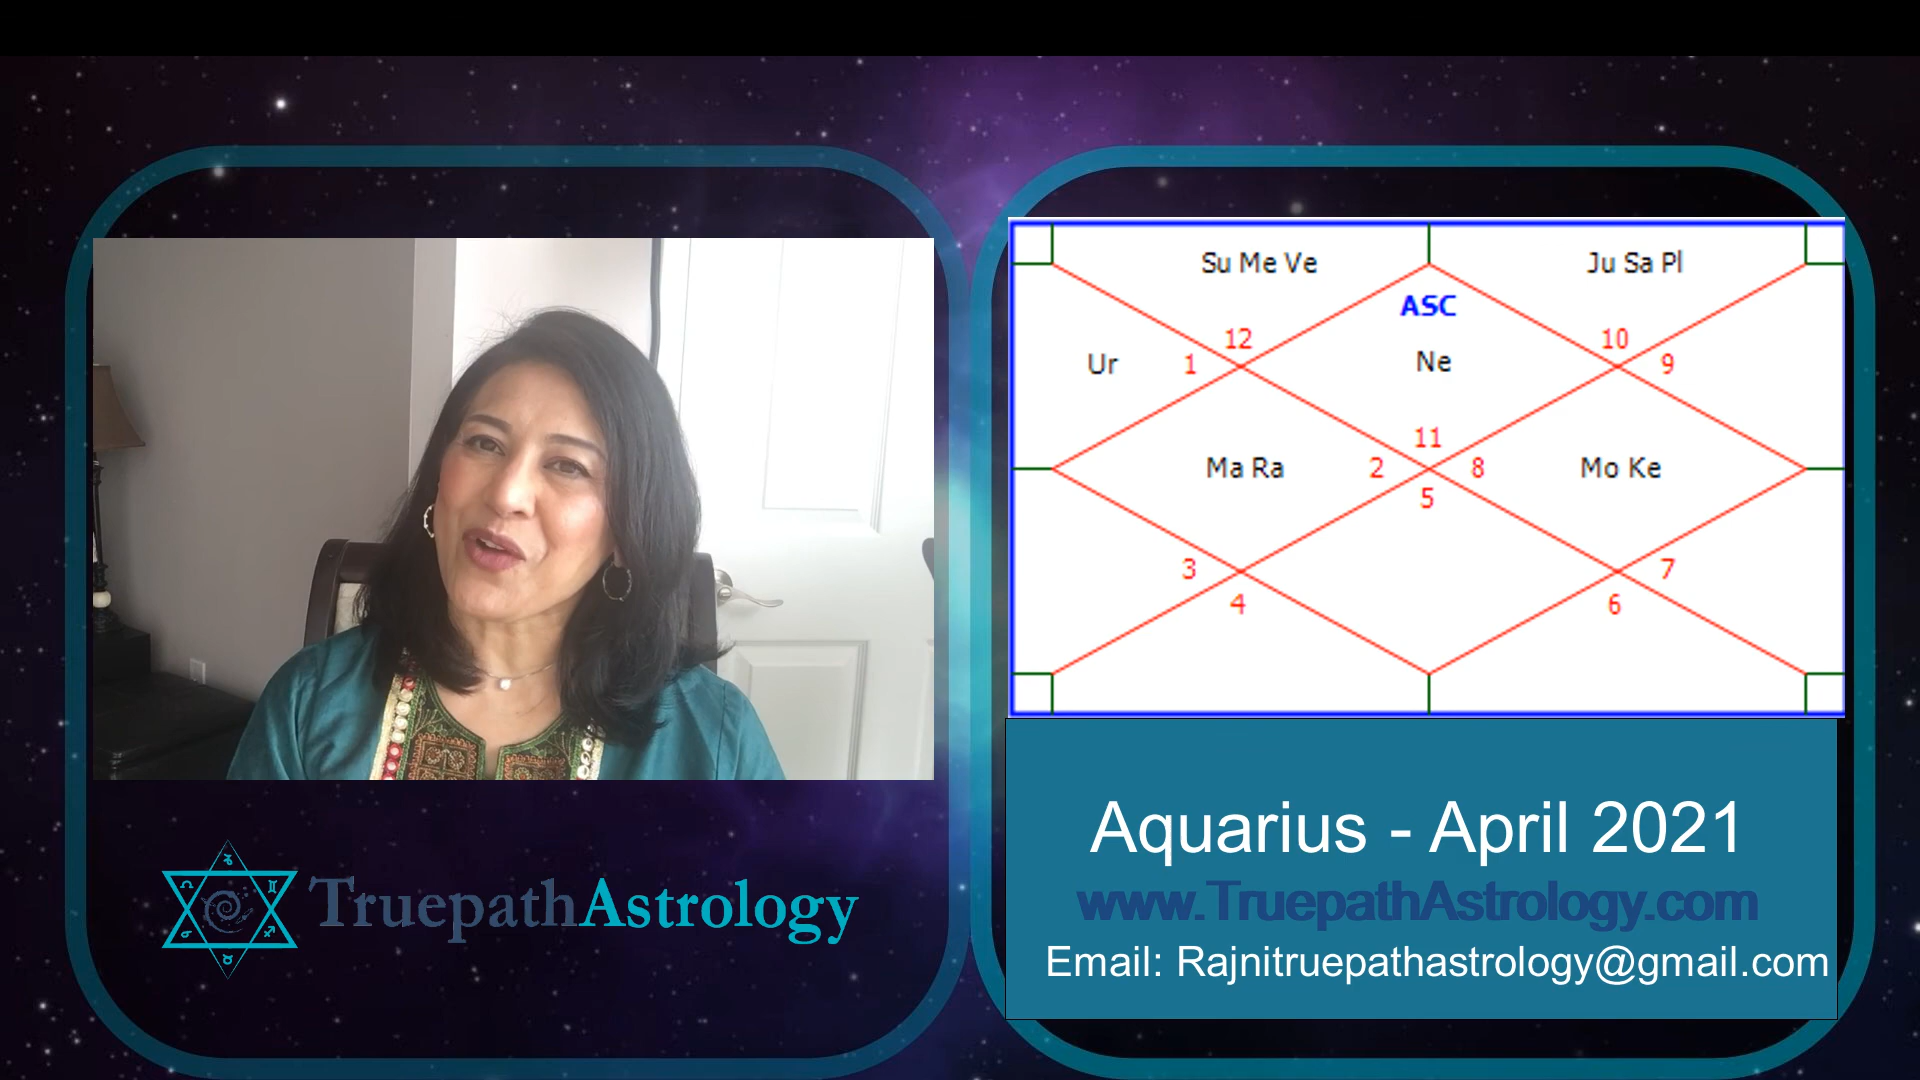 Su Me Ve
Ju Sa Pl
ASC
12
10
Ur
1
Ne
9
11
Ma Ra
2
8
Mo Ke
5
3
7
4
6
Aquarius - April 2021
www.TruepathAstrology.com
Email: Rajnitruepathastrology@gmail.com
TruepathAstrology